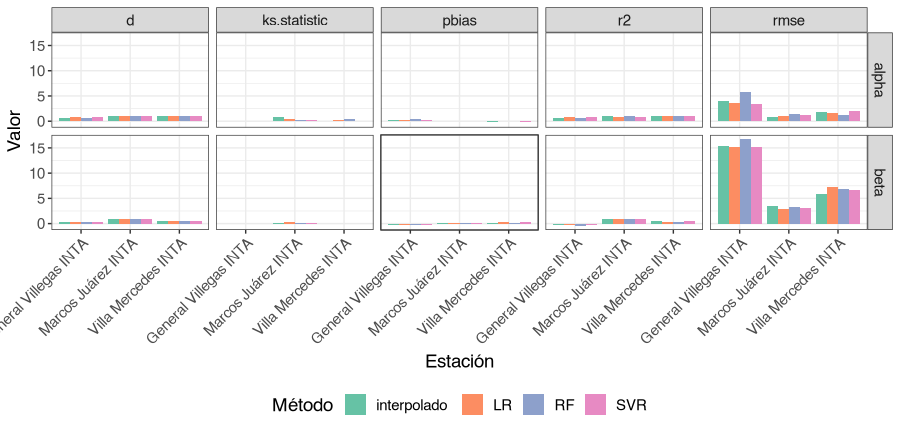 d ks.statistic pbias r2 rmse
Valor
15
10
5
0
alpha
15
10
5
0
beta
Villegas INTA Marcos Juárez INTA Villa Mercedes INTA General Villegas INTA Marcos Juárez INTA Villa Mercedes INTA General Villegas INTA Marcos Juárez INTA Villa Mercedes INTA General Villegas INTA Marcos Juárez INTA Villa Mercedes INTA General Villegas INTA Marcos Juárez INTA Villa Mercedes INTA
Estación
Método interpolado LR RF SVR